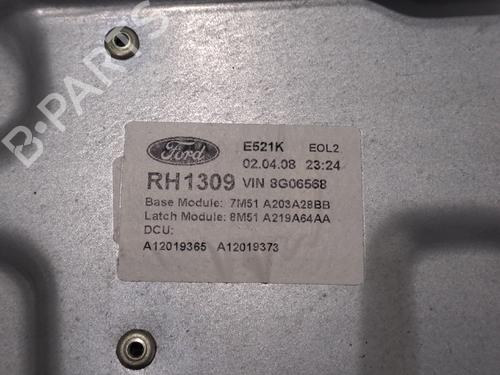 B-PARTS
Ford
E521K EOL2
02.04.08 23:24
RH1309 VIN 8G06568
Base Module: 7M51 A203A28BB
Latch Module: 8M51 A219A64AA
DCU:
A12019365 A12019373